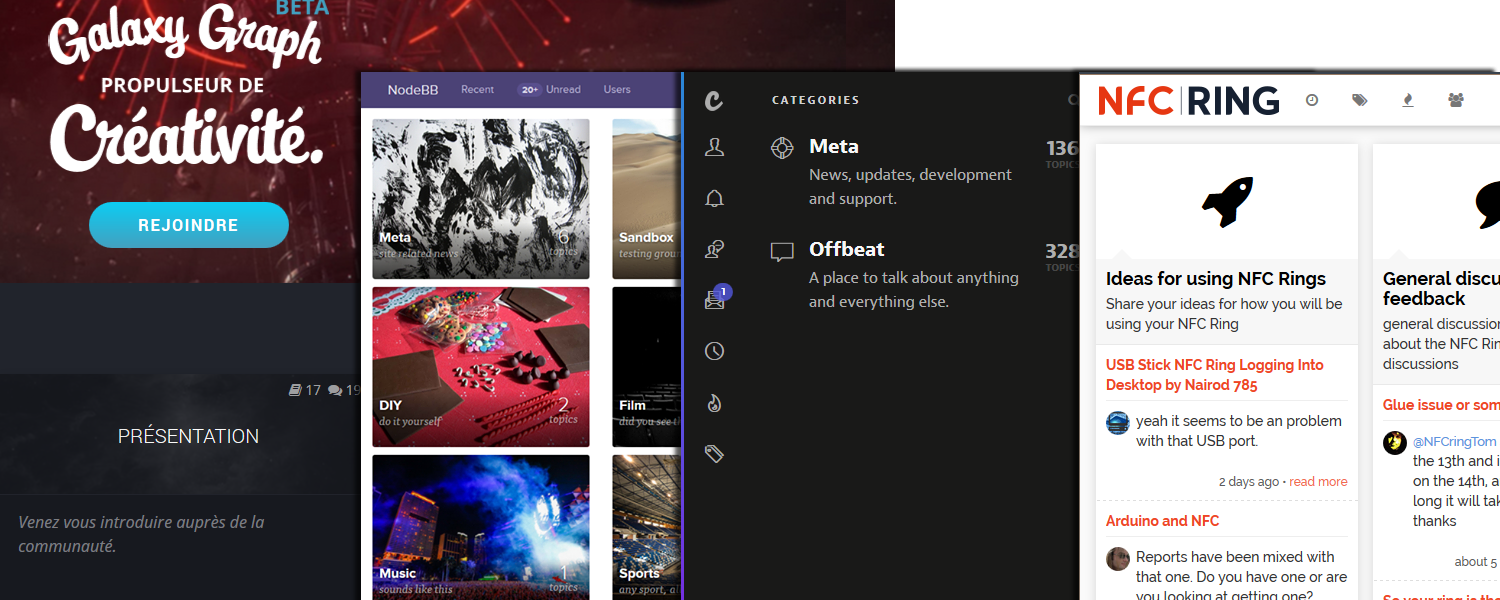 BETA
Galaxy Graph
PROPULSEUR DE
Créativité.
REJOINDRE
17 19
PRÉSENTATION
Venez vous introduire auprès de la
communauté.
NodeBB Recent 20+ Unread Users
Meta
site related news
6
topics
Sandbox
DIY
do it yourself
2
topics
Film
Music
sounds like this
1
topics
Sports
any sport,
CATEGORIES
Meta
News, updates, development
and support.
136
TOPICS
Offbeat
A place to talk about anything
and everything else.
328
TOPICS
1
NFC RING
Ideas for using NFC Rings
Share your ideas for how you will be
using your NFC Ring
USB Stick NFC Ring Logging Into
Desktop by Nairod 785
yeah it seems to be an problem
with that USB port.
2 days ago • read more
Arduino and NFC
Reports have been mixed with
that one. Do you have one or are
you looking at getting one?
General discu
feedback
general discussion
about the NFC Rin
discussions
Glue issue or som
@NFCringTom
the 13th and i
on the 14th, a
long it will tak
thanks
about 5
So your ring is the